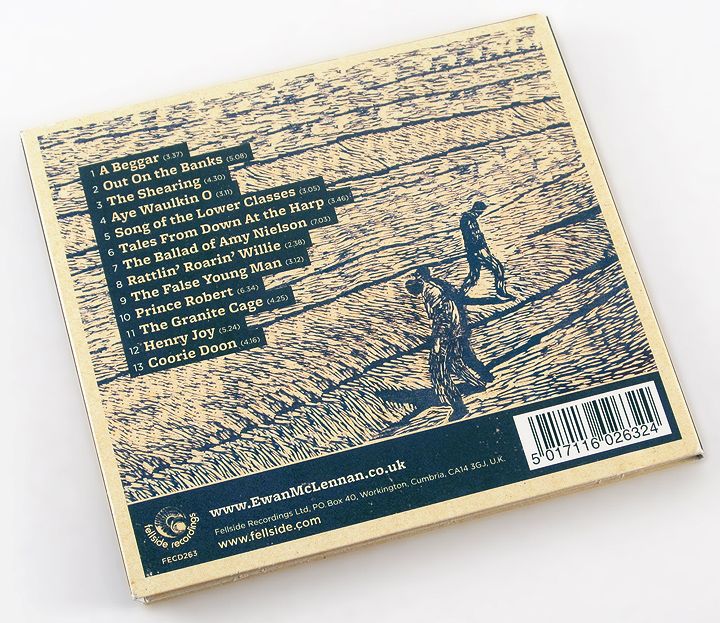 1 A Beggar (3.37)
2 Out On the Banks (5.08)
3 The Shearing (4.30)
4 Aye Waulkin O (3.11)
5 Song of the Lower Classes (3.05)
6 Tales From Down At the Harp (3.46)
7 The Ballad of Amy Nielson (7.03)
8 Rattlin' Roarin' Willie (2.38)
9 The False Young Man (3.12)
10 Prince Robert (6.34)
11 The Granite Cage (4.25)
12 Henry Joy (5.24)
13 Coorie Doon (4.16)
5 017116 026324
www.EwanMcLennan.co.uk
Fellside Recordings Ltd, PO Box 40, Workington, Cumbria, CA14 3GJ, U.K.
www.fellside.com
fellside recordings
FECD263